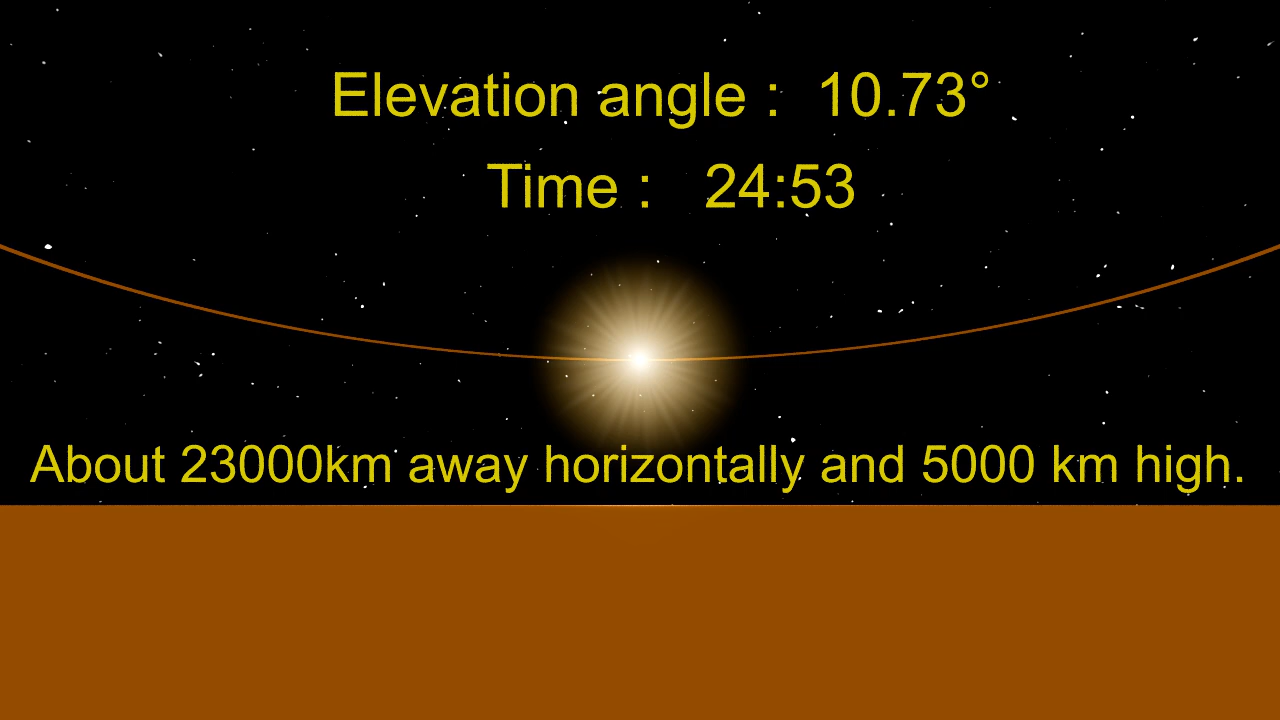 Elevation angle : 10.73°
Time : 24:53
About 23000km away horizontally and 5000 km high.